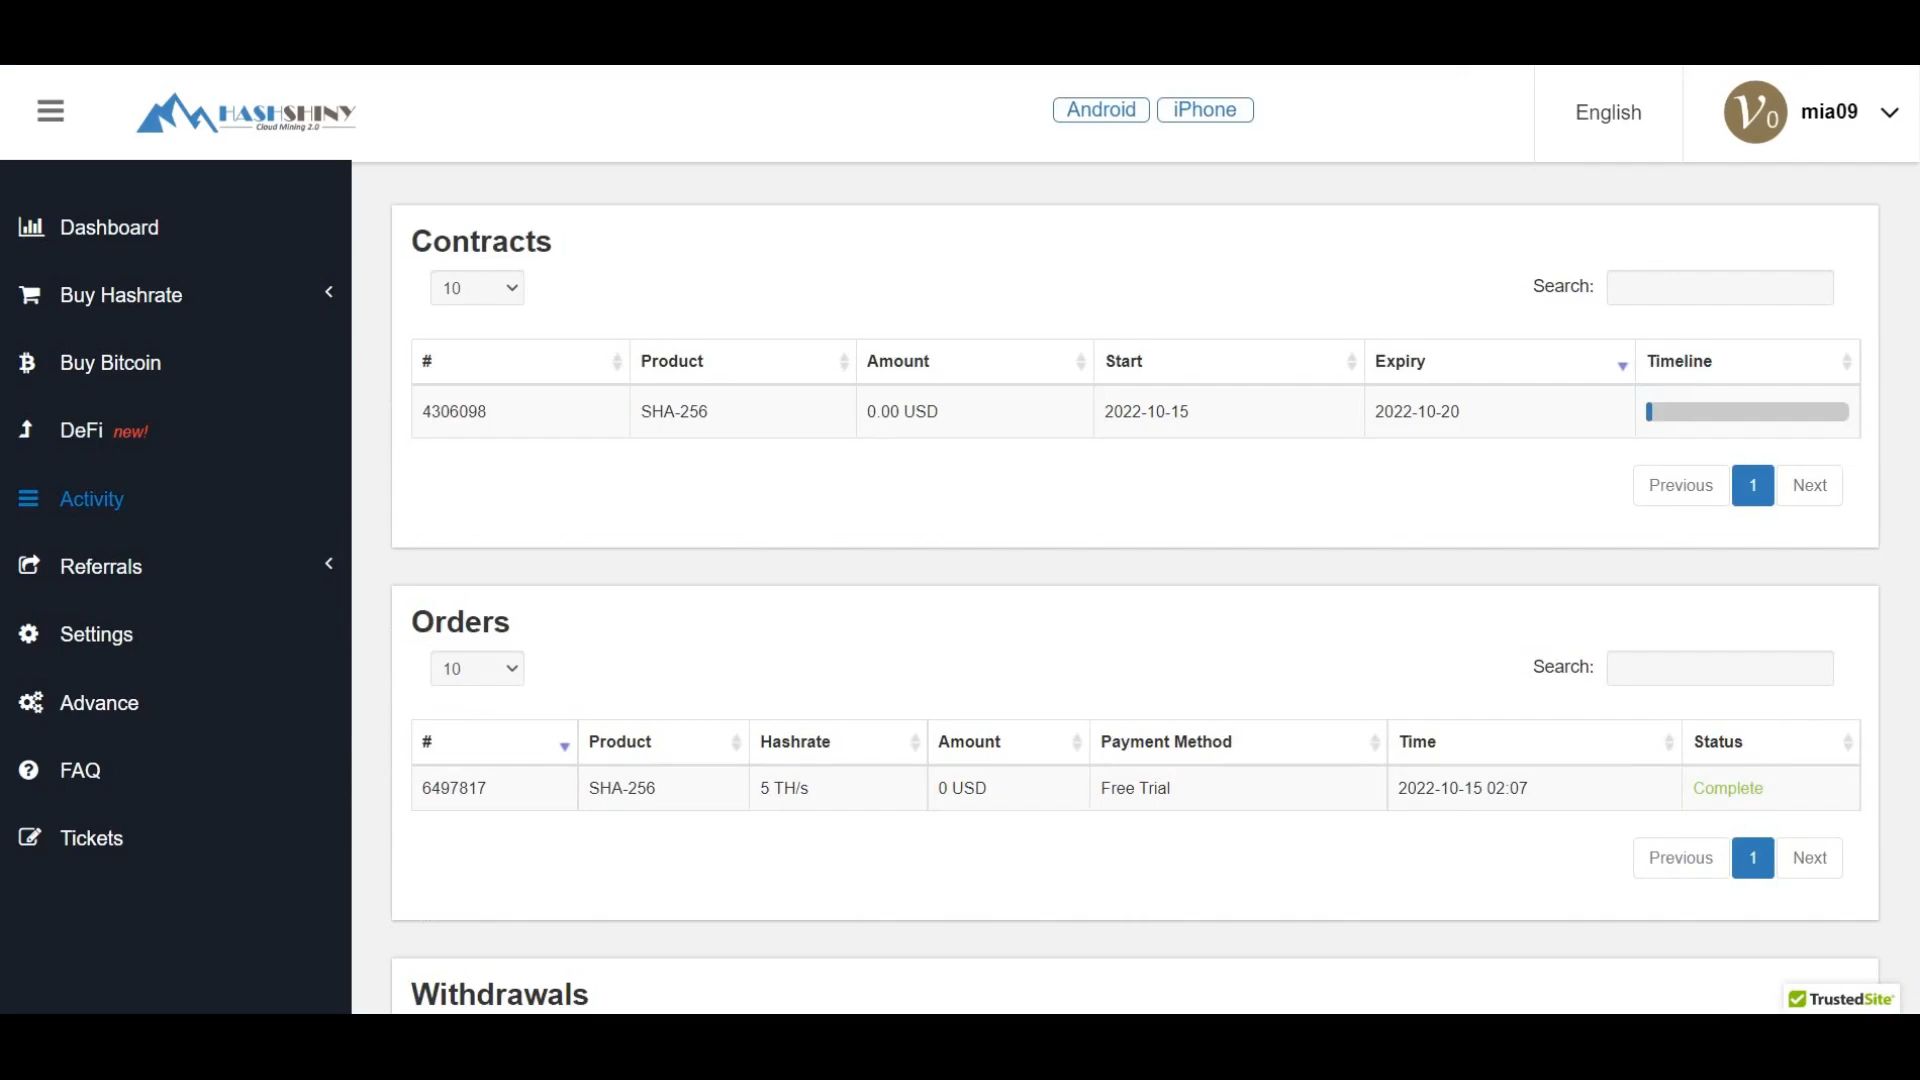 HASHSHINY
Cloud Mining 2.0
Android iPhone English V0 mia09
Dashboard
Buy Hashrate
Buy Bitcoin
DeFi new!
Activity
Referrals
Settings
Advance
FAQ
Tickets
Contracts
10 Search:
# Product Amount Start Expiry Timeline
4306098 SHA-256 0.00 USD 2022-10-15 2022-10-20
Previous 1 Next
Orders
10 Search:
# Product Hashrate Amount Payment Method Time Status
6497817 SHA-256 5 TH/s 0 USD Free Trial 2022-10-15 02:07 Complete
Previous 1 Next
Withdrawals
TrustedSite